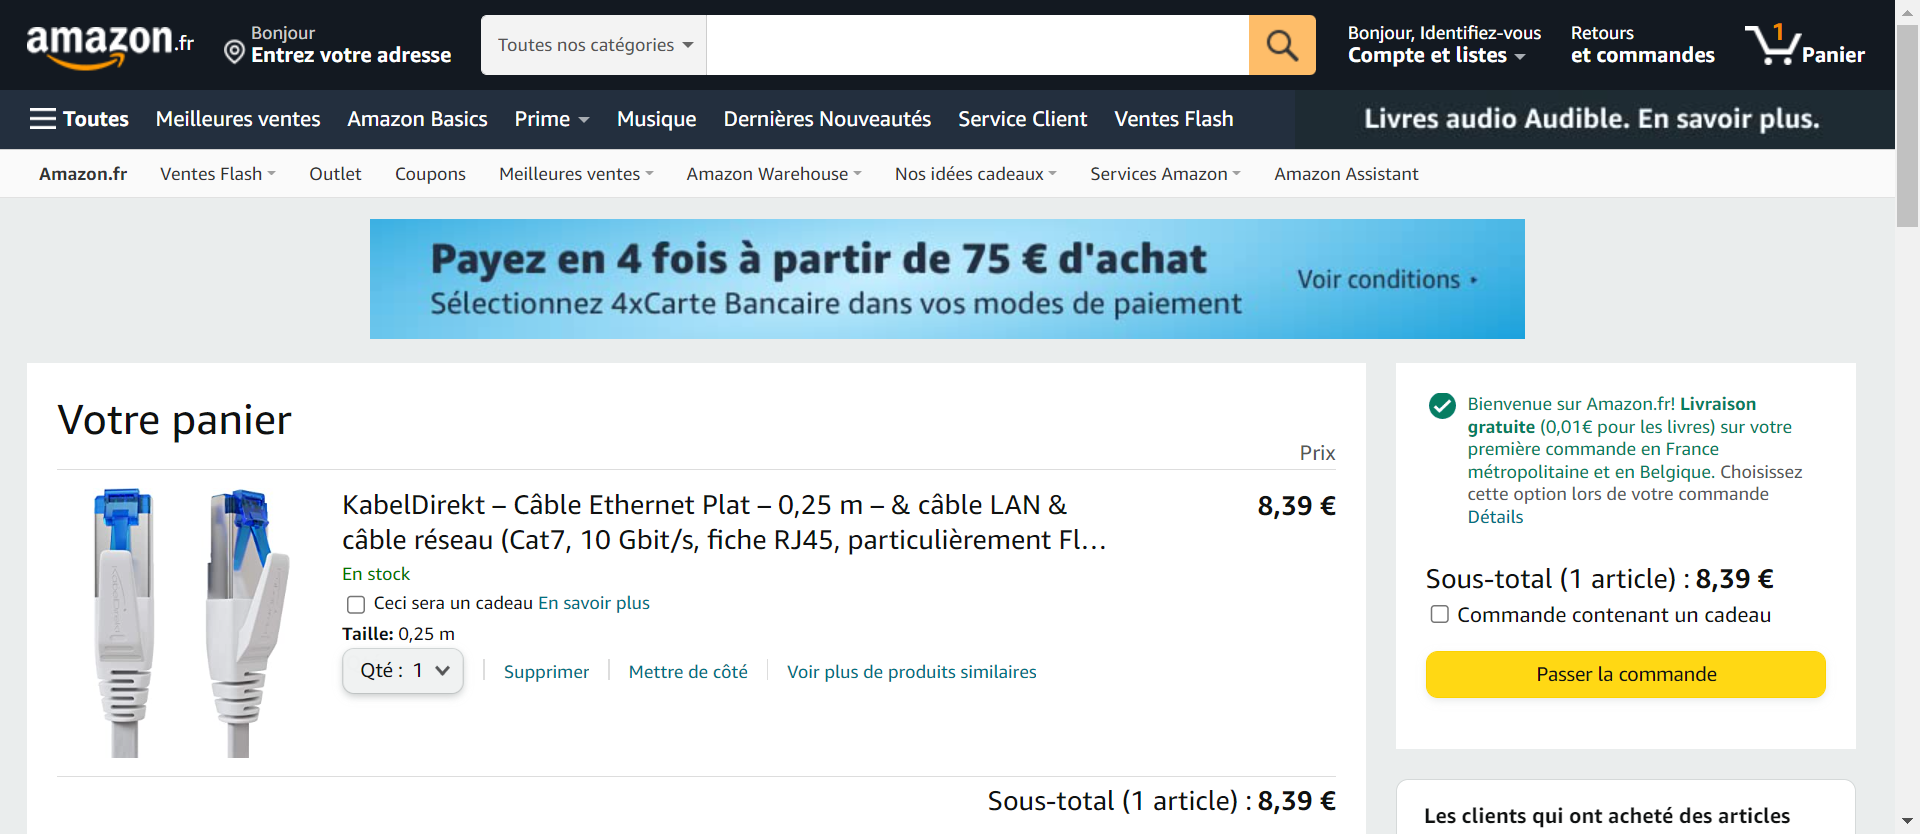 amazon.fr
Bonjour
Entrez votre adresse
Toutes nos catégories
Bonjour, Identifiez-vous
Compte et listes
Retours
et commandes
1
Panier
Toutes
Meilleures ventes
Amazon Basics
Prime
Musique
Dernières Nouveautés
Service Client
Ventes Flash
Livres audio Audible. En savoir plus.
Amazon.fr
Ventes Flash
Outlet
Coupons
Meilleures ventes
Amazon Warehouse
Nos idées cadeaux
Services Amazon
Amazon Assistant
Payez en 4 fois à partir de 75 € d'achat
Sélectionnez 4xCarte Bancaire dans vos modes de paiement
Voir conditions
Votre panier
Prix
KabelDirekt – Câble Ethernet Plat – 0,25 m – & câble LAN &
câble réseau (Cat7, 10 Gbit/s, fiche RJ45, particulièrement Fl…
8,39 €
En stock
Ceci sera un cadeau En savoir plus
Taille: 0,25 m
Qté : 1
Supprimer
Mettre de côté
Voir plus de produits similaires
Sous-total (1 article) : 8,39 €
Bienvenue sur Amazon.fr! Livraison
gratuite (0,01€ pour les livres) sur votre
première commande en France
métropolitaine et en Belgique. Choisissez
cette option lors de votre commande
Détails
Sous-total (1 article) : 8,39 €
Commande contenant un cadeau
Passer la commande
Les clients qui ont acheté des articles